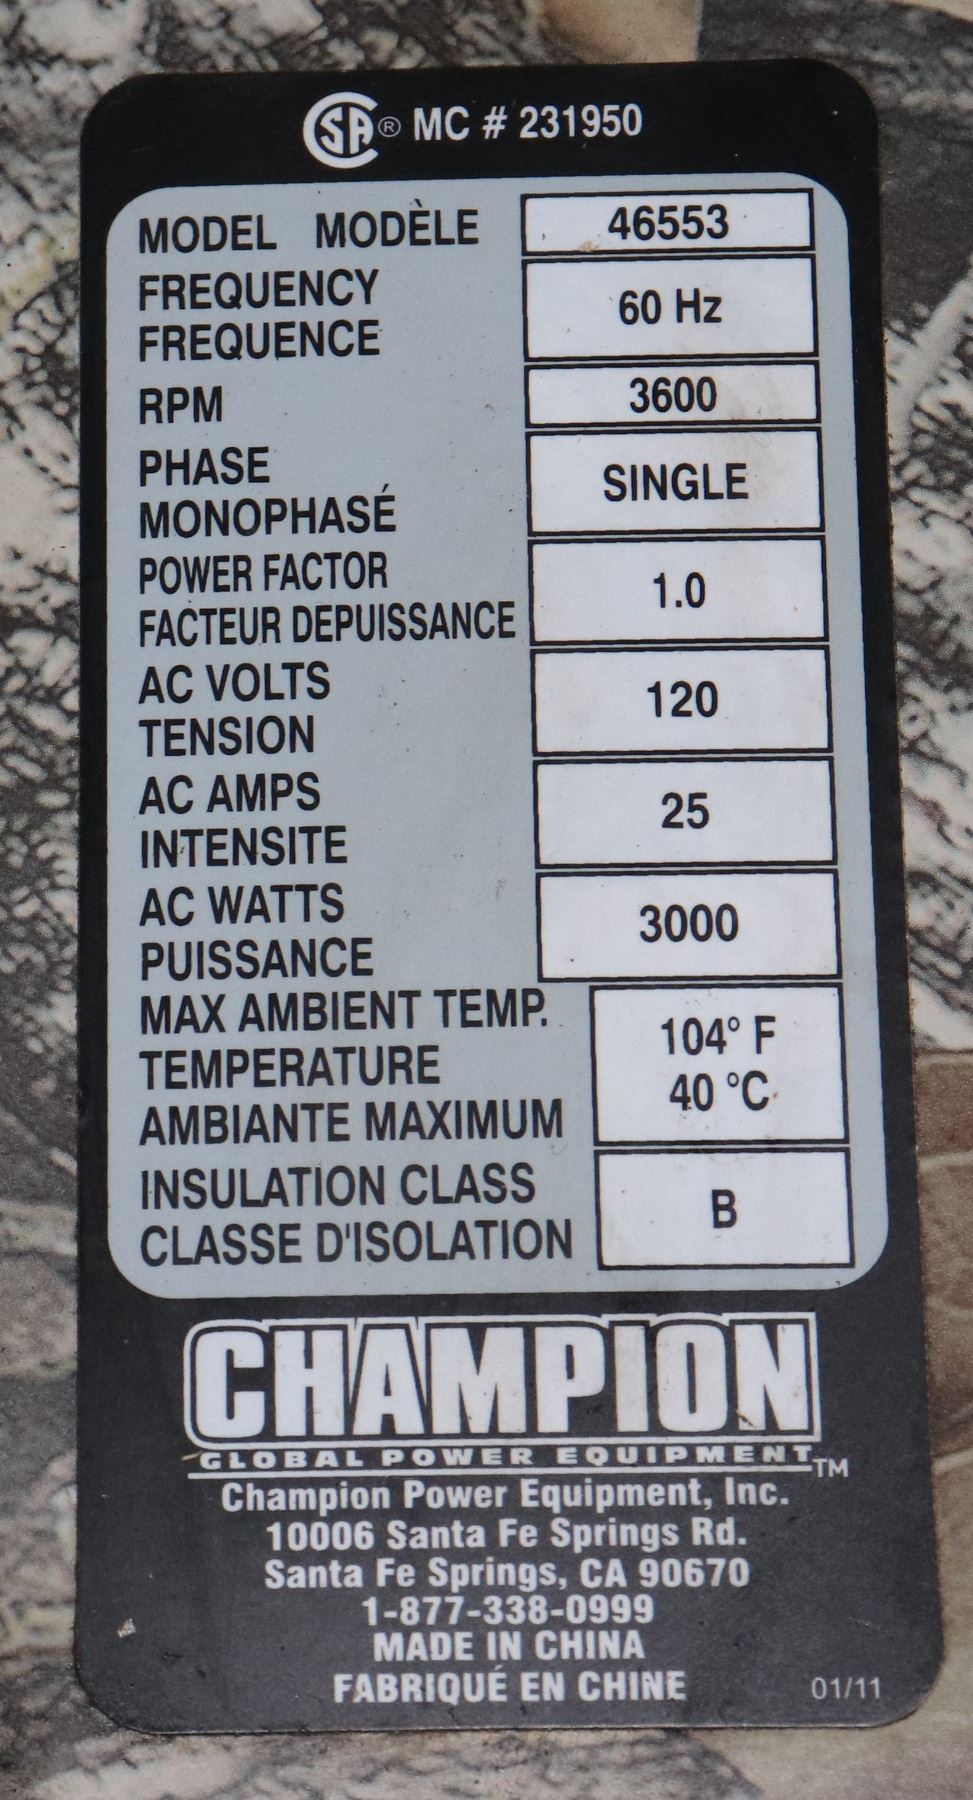 CSA® MC # 231950
MODEL MODÈLE 46553
FREQUENCY
FREQUENCE
60 Hz
RPM 3600
PHASE
MONOPHASÉ
SINGLE
POWER FACTOR
FACTEUR DEPUISSANCE
1.0
AC VOLTS
TENSION
120
AC AMPS
INTENSITE
25
AC WATTS
PUISSANCE
3000
MAX AMBIENT TEMP.
TEMPERATURE
AMBIANTE MAXIMUM
104° F
40 °C
INSULATION CLASS
CLASSE D'ISOLATION
B
CHAMPION
GLOBAL POWER EQUIPMENT™
Champion Power Equipment, Inc.
10006 Santa Fe Springs Rd.
Santa Fe Springs, CA 90670
1-877-338-0999
MADE IN CHINA
FABRIQUÉ EN CHINE
01/11